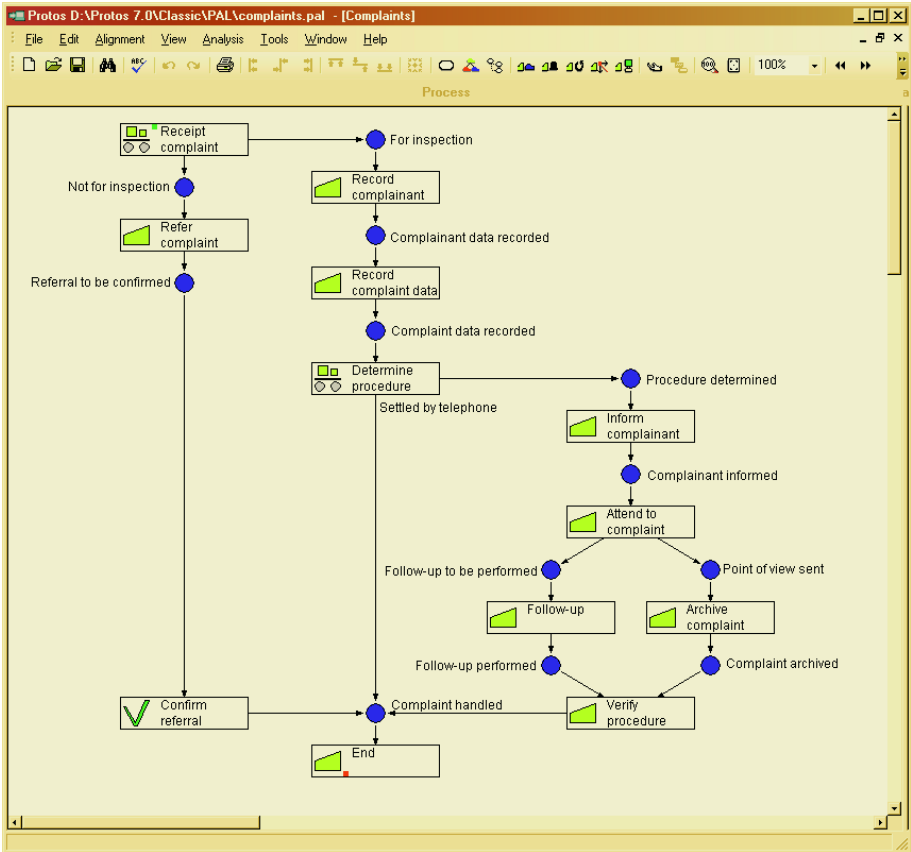 Protos D:\Protos 7.0\Classic\PAL\complaints.pal - [Complaints]
File Edit Alignment View Analysis Tools Window Help
ABC
100
100%
Process
a
Receipt
complaint
For inspection
Not for inspection
Record
complainant
Refer
complaint
Complainant data recorded
Referral to be confirmed
Record
complaint data
Complaint data recorded
Determine
procedure
Procedure determined
Settled by telephone
Inform
complainant
Complainant informed
Attend to
complaint
Follow-up to be performed
Point of view sent
Follow-up
Archive
complaint
Follow-up performed
Complaint archived
Confirm
referral
Complaint handled
Verify
procedure
End